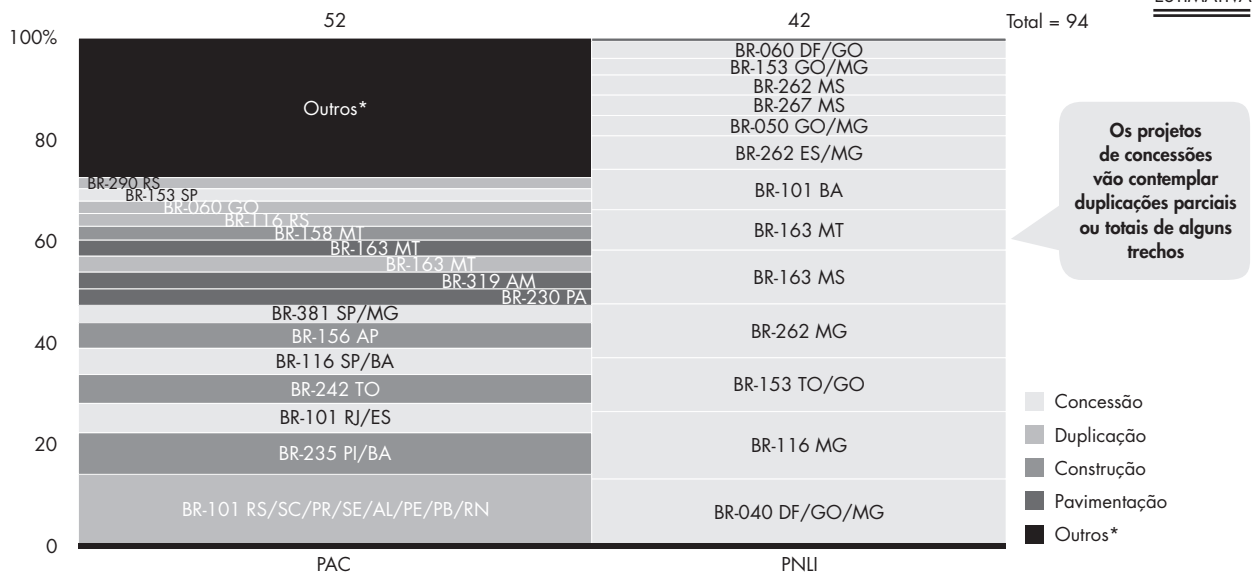 ESTIMATIVA
52
42
Total = 94
100%
80
60
40
20
0
Outros*
BR-290 RS
BR-153 SP
BR-060 GO
BR-116 RS
BR-158 MT
BR-163 MT
BR-163 MT
BR-319 AM
BR-230 PA
BR-381 SP/MG
BR-156 AP
BR-116 SP/BA
BR-242 TO
BR-101 RJ/ES
BR-235 PI/BA
BR-101 RS/SC/PR/SE/AL/PE/PB/RN
PAC
BR-060 DF/GO
BR-153 GO/MG
BR-262 MS
BR-267 MS
BR-050 GO/MG
BR-262 ES/MG
BR-101 BA
BR-163 MT
BR-163 MS
BR-262 MG
BR-153 TO/GO
BR-116 MG
BR-040 DF/GO/MG
PNLI
Os projetos
de concessões
vão contemplar
duplicações parciais
ou totais de alguns
trechos
Concessão
Duplicação
Construção
Pavimentação
Outros*